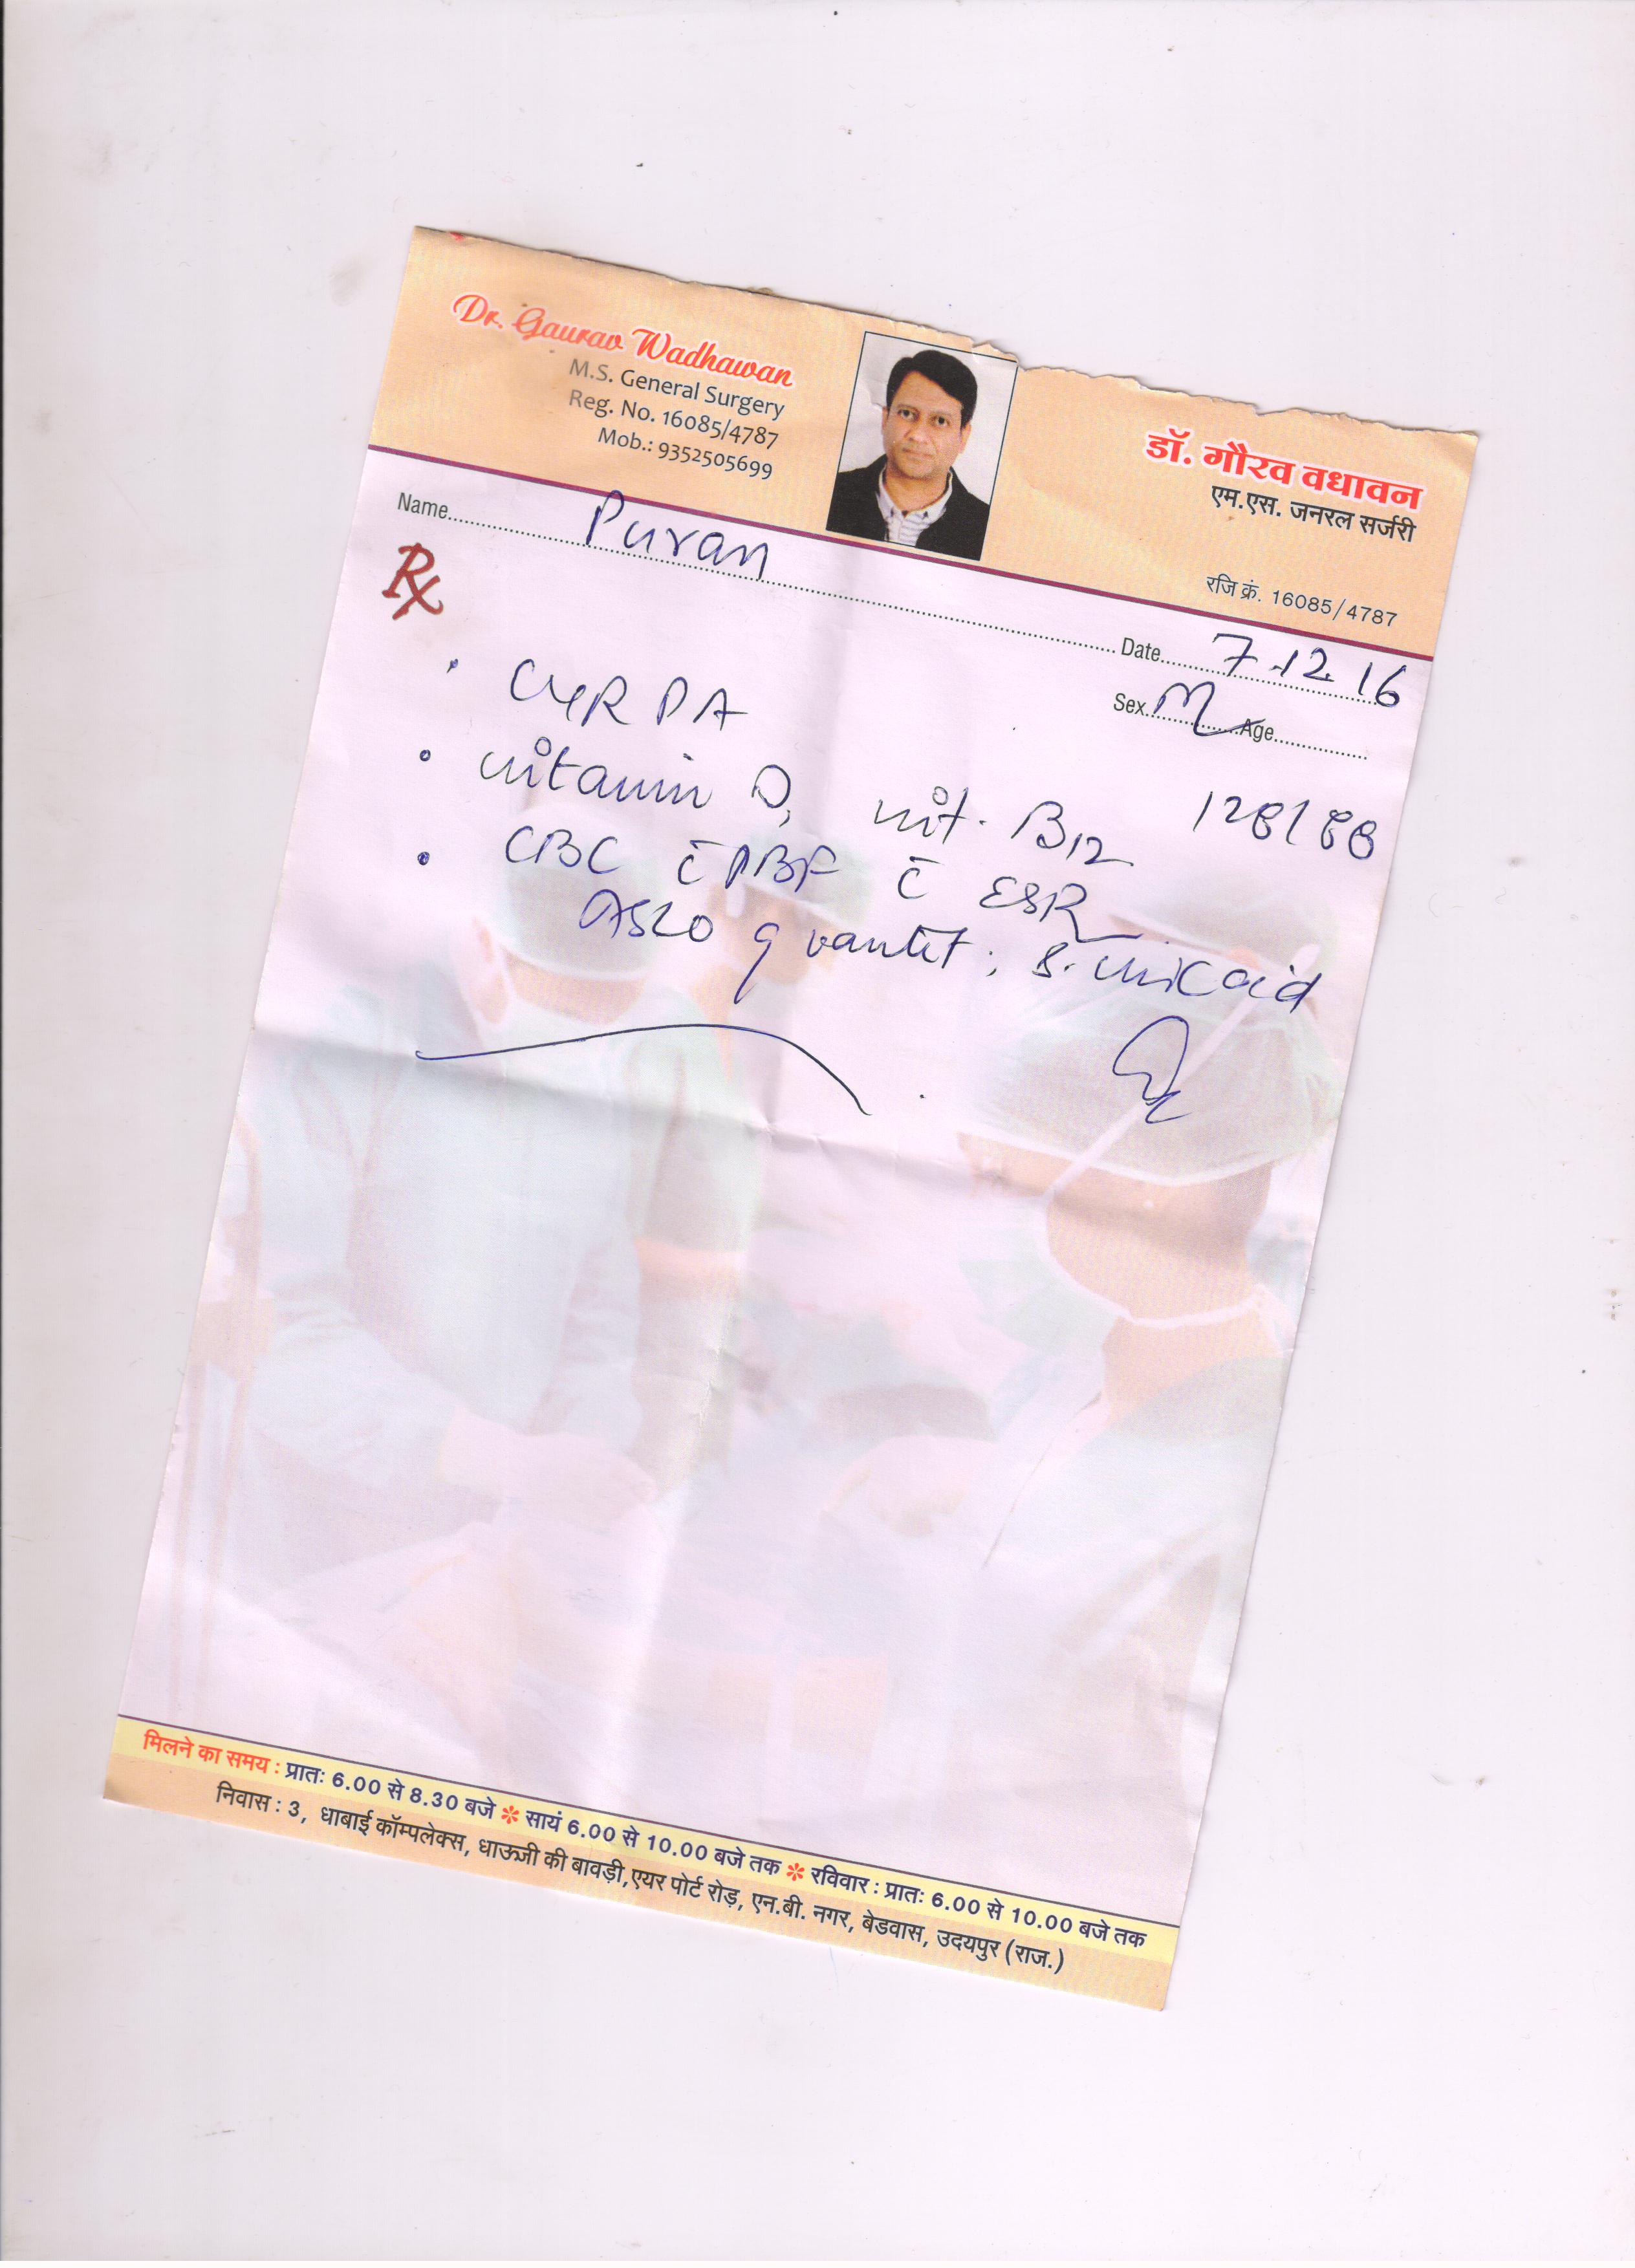 Dr. Gaurav Wadhawan
M.S. General Surgery
Reg. No. 16085/4787
Mob.: 9352505699
डॉ. गौरव वधावन
एम.एस. जनरल सर्जरी
रजि क्रं. 16085/4787
Name Puran
Date 7.12.16
Sex M Age
Rx
• vitamin D, vit. B12
128/88
• CBC c̄ PBF c̄ ESR
ASLO quantit; S. uric acid
मिलने का समय : प्रातः 6.00 से 8.30 बजे ✽ सायं 6.00 से 10.00 बजे तक ✽ रविवार : प्रातः 6.00 से 10.00 बजे तक
निवास : 3, धाबाई कॉम्पलेक्स, धाऊजी की बावड़ी,एयर पोर्ट रोड़, एन.बी. नगर, बेडवास, उदयपुर (राज.)